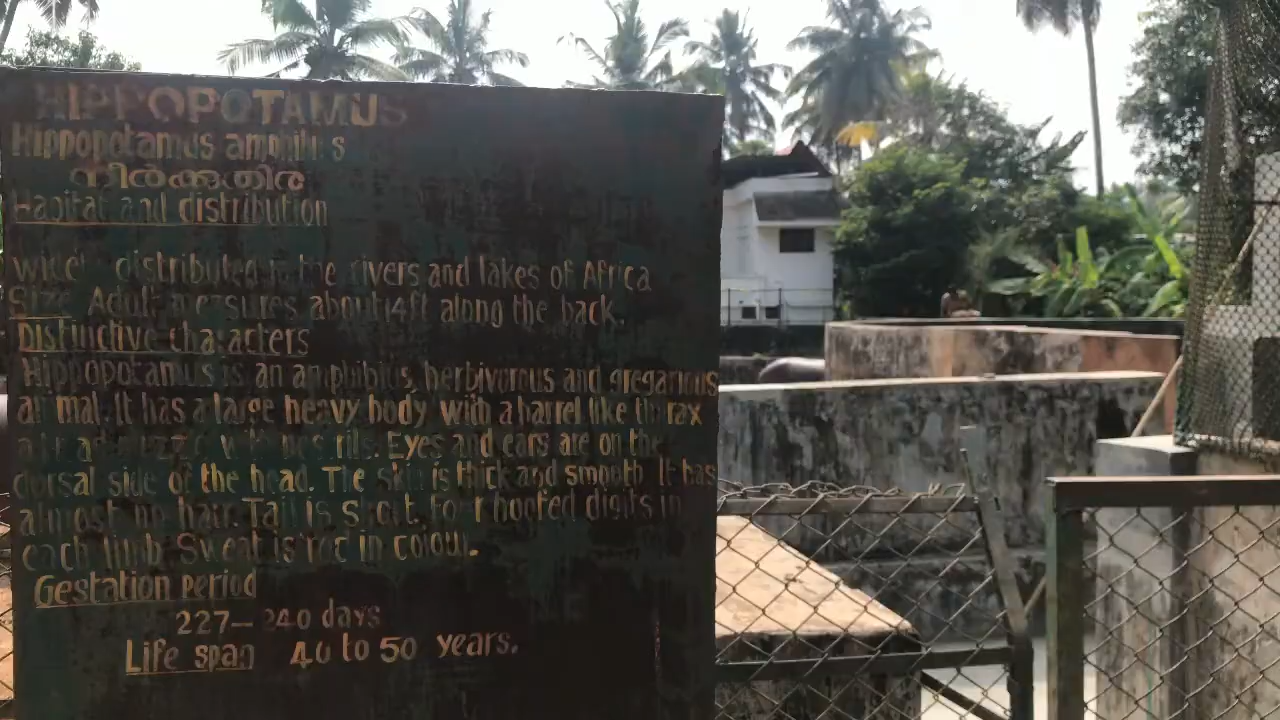 HIPPOPOTAMUS
Hippopotamus amphibius
നീർക്കുതിര
Habitat and distribution
widely distributed in the rivers and lakes of Africa
Size Adult measures about 14ft along the back.
Distinctive characters
Hippopotamus is an amphibius, herbivorous and gregarious
animal. It has a large heavy body with a barrel like thorax
Eyes and ears are on the
dorsal side of the head. The skin is thick and smooth. It has
almost no hair. Tail is short. Four hoofed digits in
each limb. Sweat is red in colour.
Gestation period
227– 240 days
Life span 40 to 50 years.